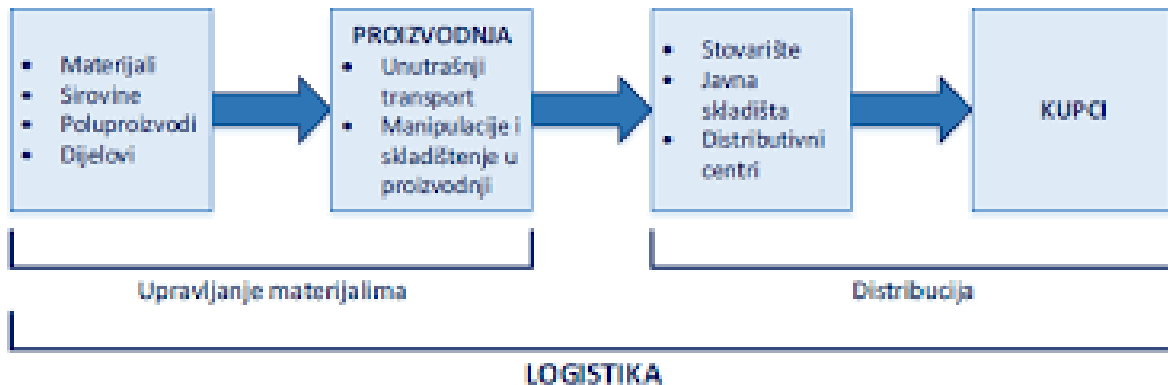 • Materijali
• Sirovine
• Poluproizvodi
• Dijelovi
PROIZVODNJA
• Unutrašnji
transport
• Manipulacije i
skladištenje u
proizvodnji
• Stovarište
• Javna
skladišta
• Distributivni
centri
KUPCI
Upravljanje materijalima
Distribucija
LOGISTIKA